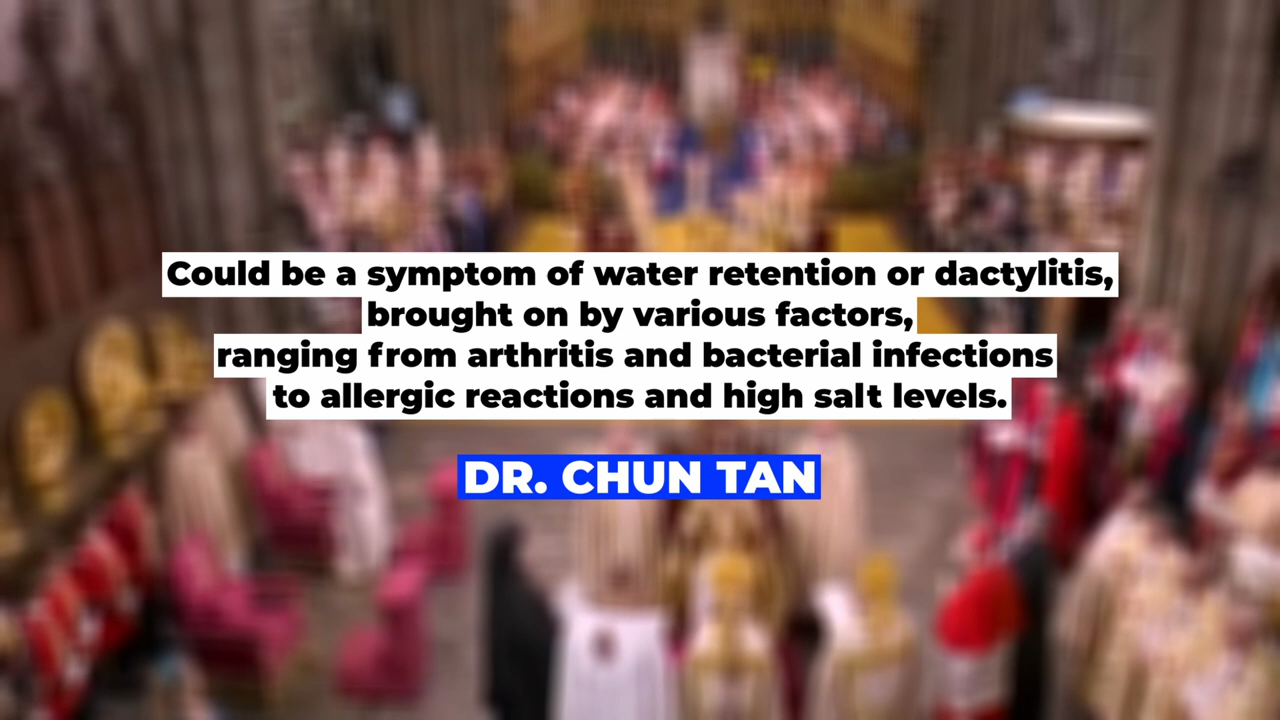 Could be a symptom of water retention or dactylitis,
brought on by various factors,
ranging from arthritis and bacterial infections
to allergic reactions and high salt levels.
DR. CHUN TAN